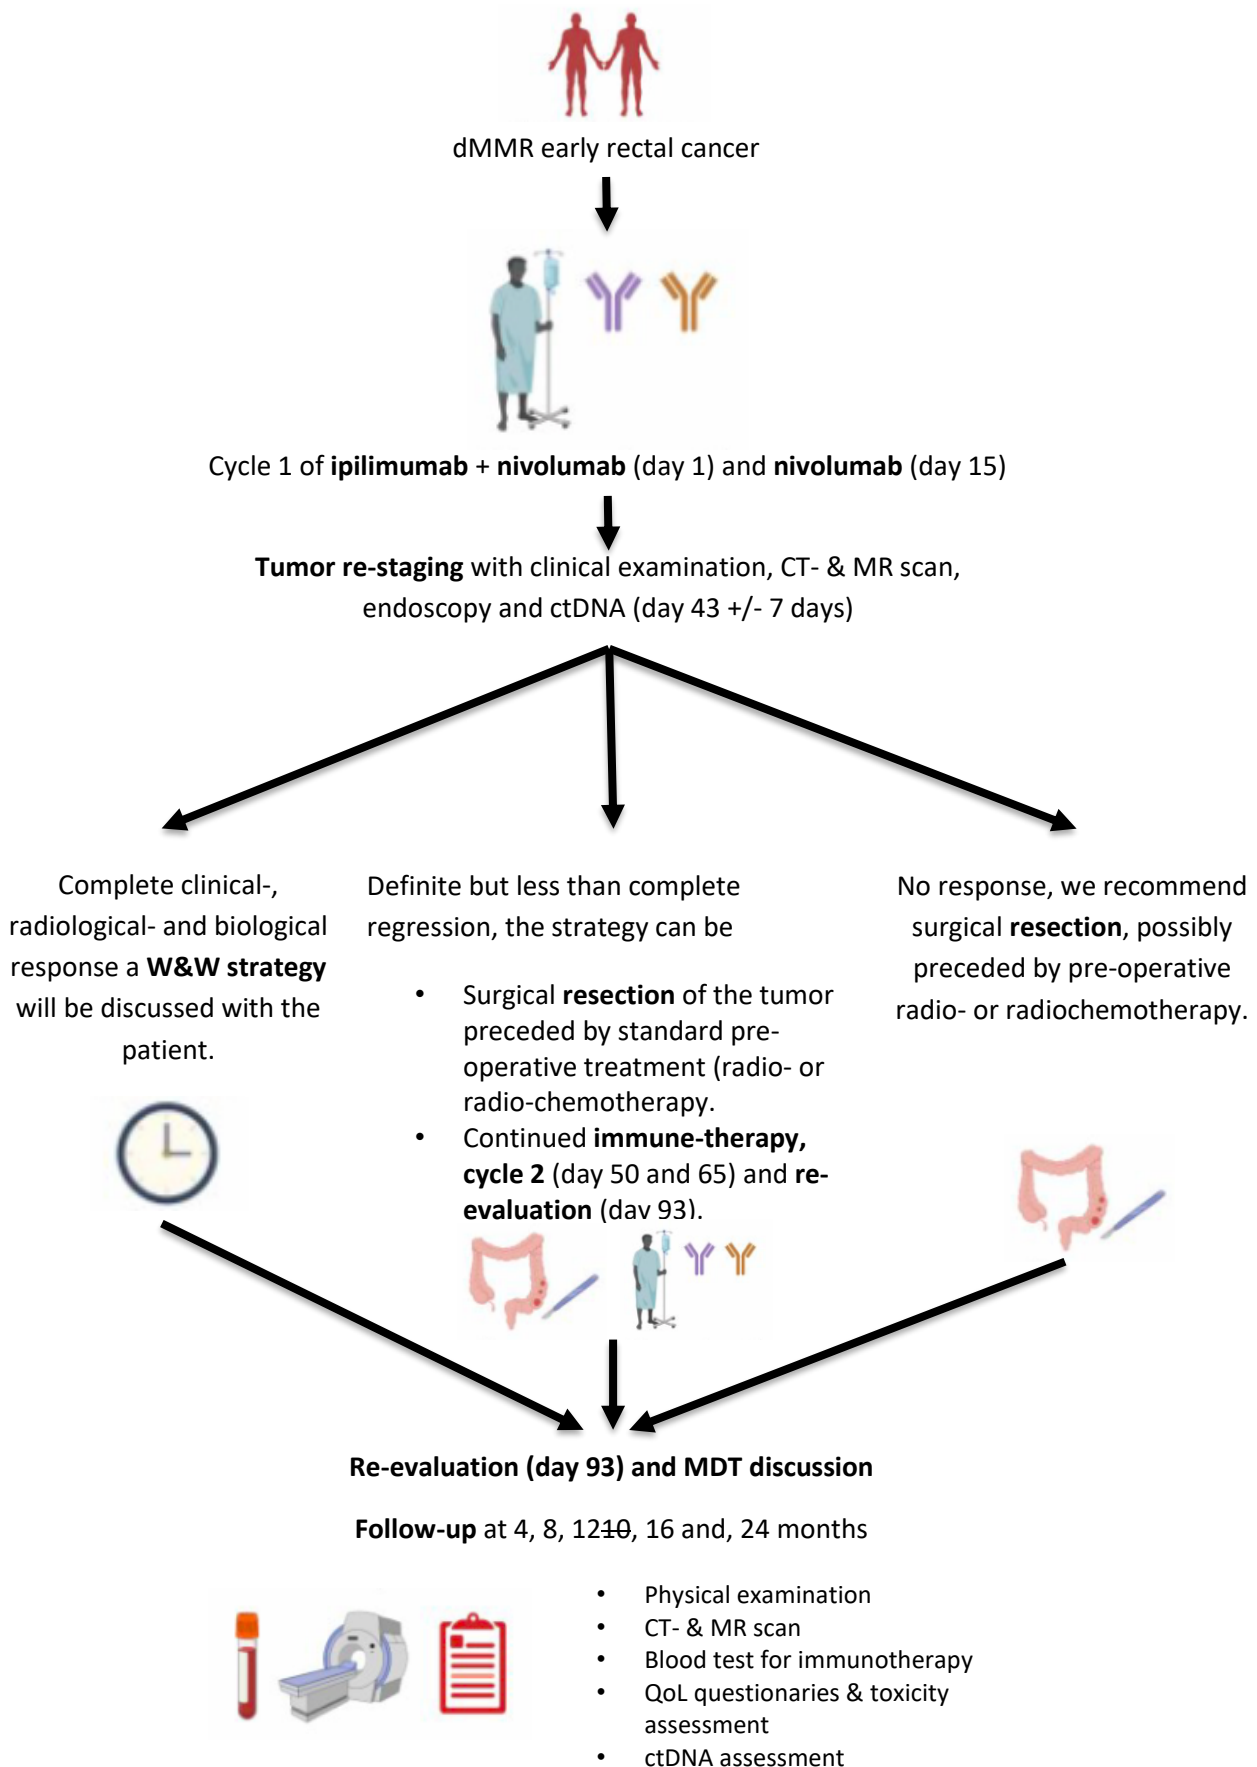 dMMR early rectal cancer
Cycle 1 of ipilimumab + nivolumab (day 1) and nivolumab (day 15)
Tumor re-staging with clinical examination, CT- & MR scan,
endoscopy and ctDNA (day 43 +/- 7 days)
Complete clinical-,
radiological- and biological
response a W&W strategy
will be discussed with the
patient.
Definite but less than complete
regression, the strategy can be
• Surgical resection of the tumor
preceded by standard pre-
operative treatment (radio- or
radio-chemotherapy.
• Continued immune-therapy,
cycle 2 (day 50 and 65) and re-
evaluation (day 93).
No response, we recommend
surgical resection, possibly
preceded by pre-operative
radio- or radiochemotherapy.
Re-evaluation (day 93) and MDT discussion
Follow-up at 4, 8, 1210, 16 and, 24 months
• Physical examination
• CT- & MR scan
• Blood test for immunotherapy
• QoL questionaries & toxicity
assessment
• ctDNA assessment